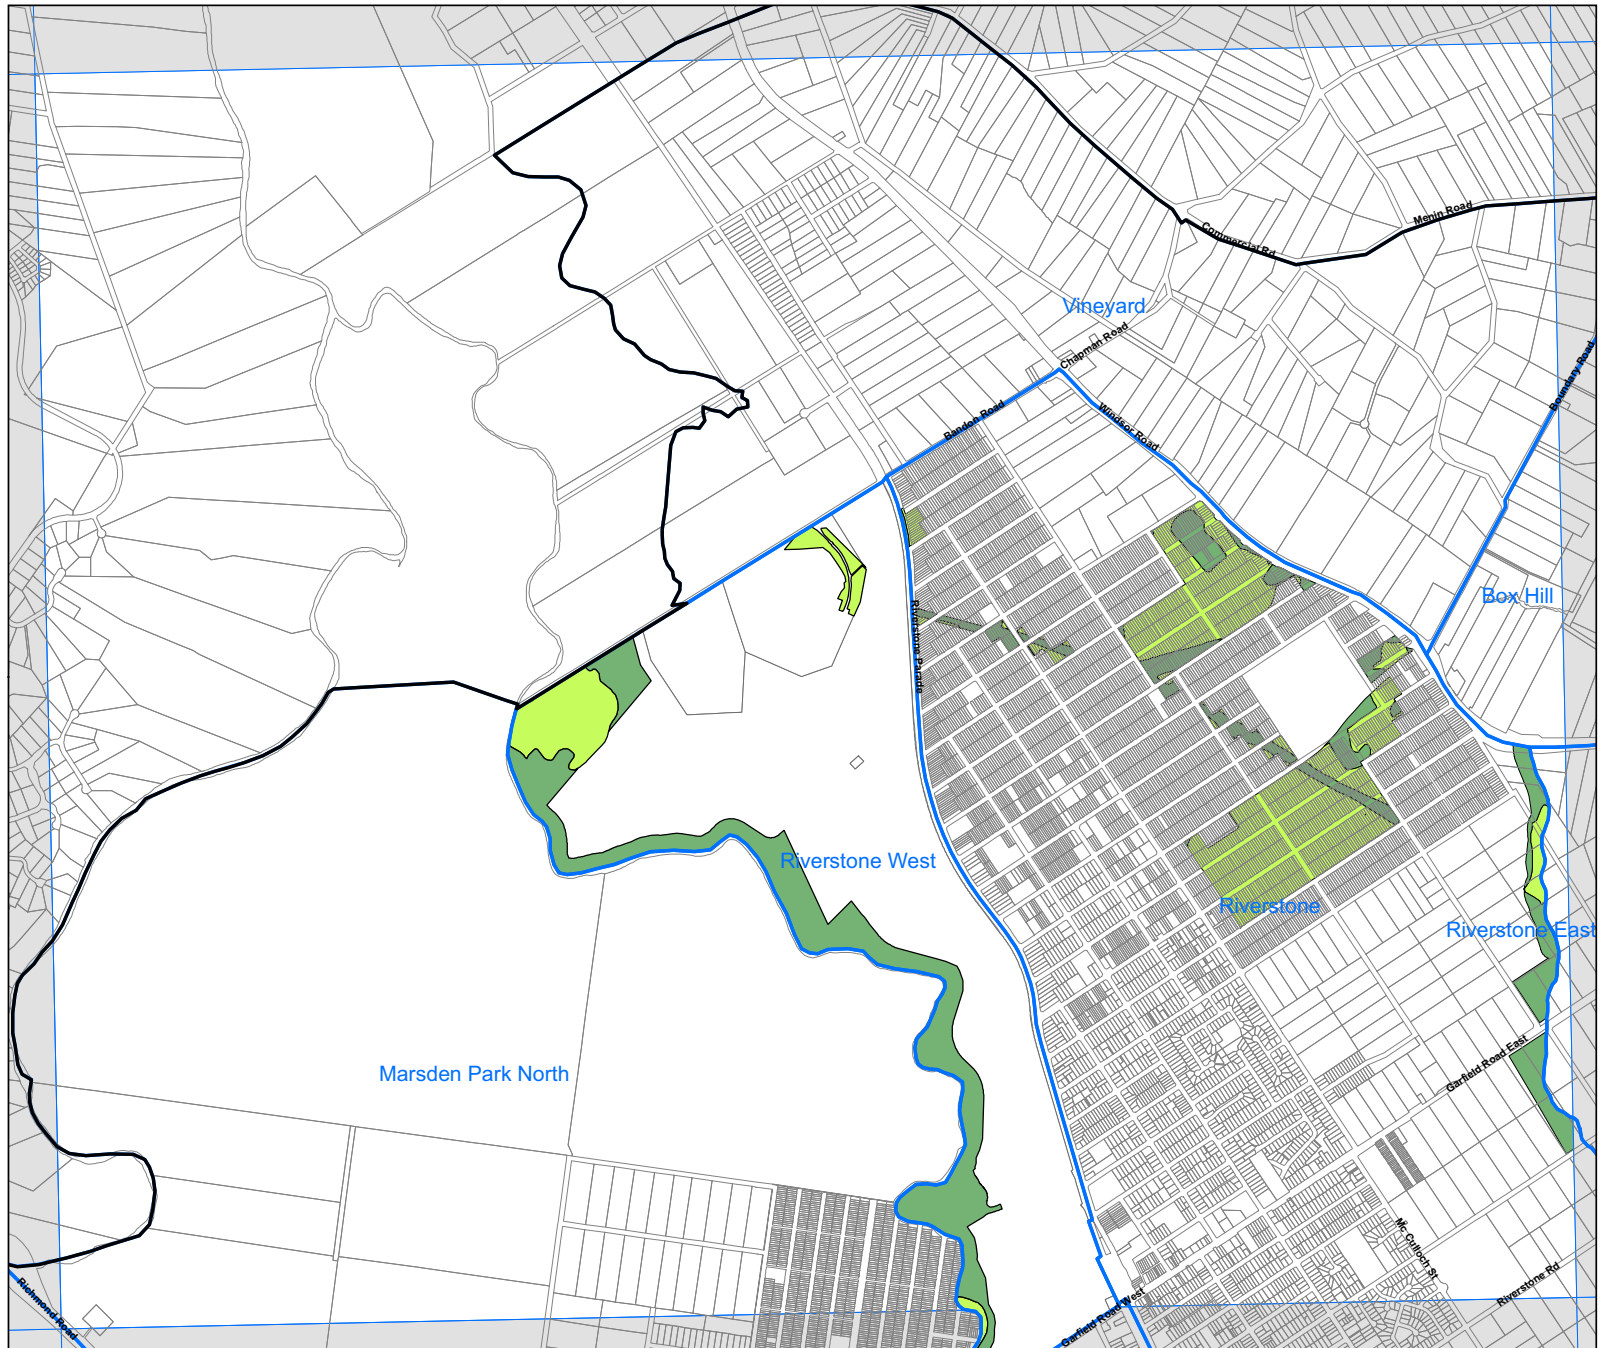 Menin Road
Commercial Rd
Vineyard
Chapman Road
Boundary Road
Bandon Road
Windsor Road
Box Hill
Riverstone Parade
Riverstone West
Riverstone
Riverstone East
Garfield Road East
Marsden Park North
Mc Culloch St
Riverstone Rd
Richmond Road
Garfield Road West